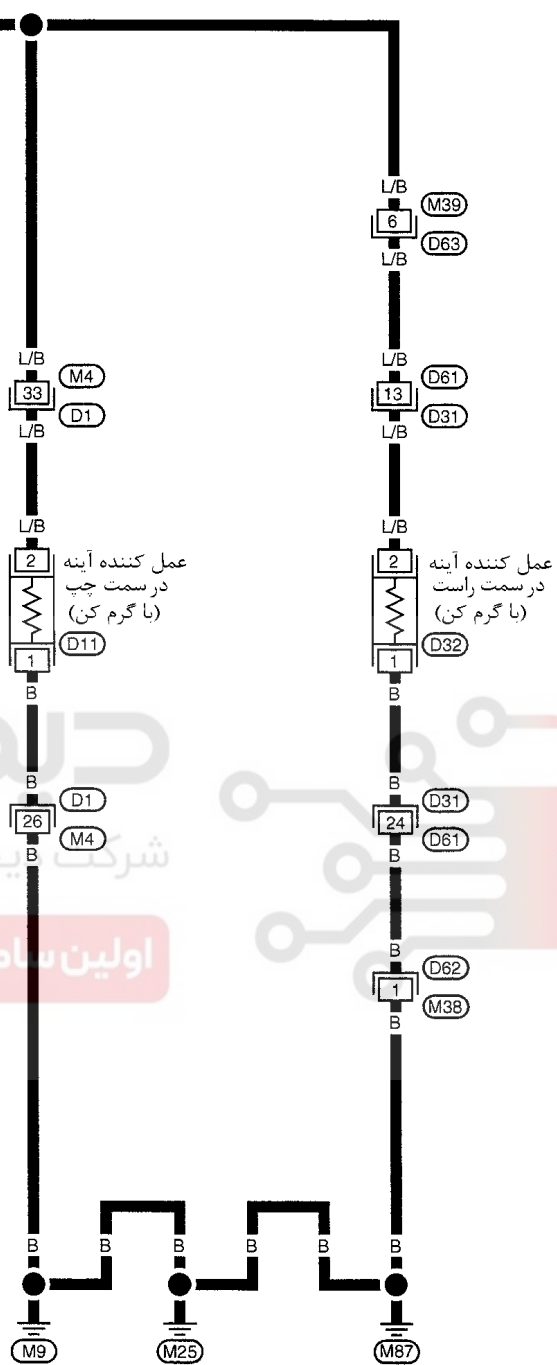 L/B
6
M39
D63
L/B
L/B
33
M4
D1
L/B
L/B
13
D61
D31
L/B
L/B
2
عمل کننده آینه
در سمت چپ
(با گرم کن)
D11
1
B
L/B
2
عمل کننده آینه
در سمت راست
(با گرم کن)
D32
1
B
B
26
D1
M4
B
B
24
D31
D61
B
شرکت
اولین
B
1
D62
M38
B
B
B
B
B
B
B
M9
M25
M87